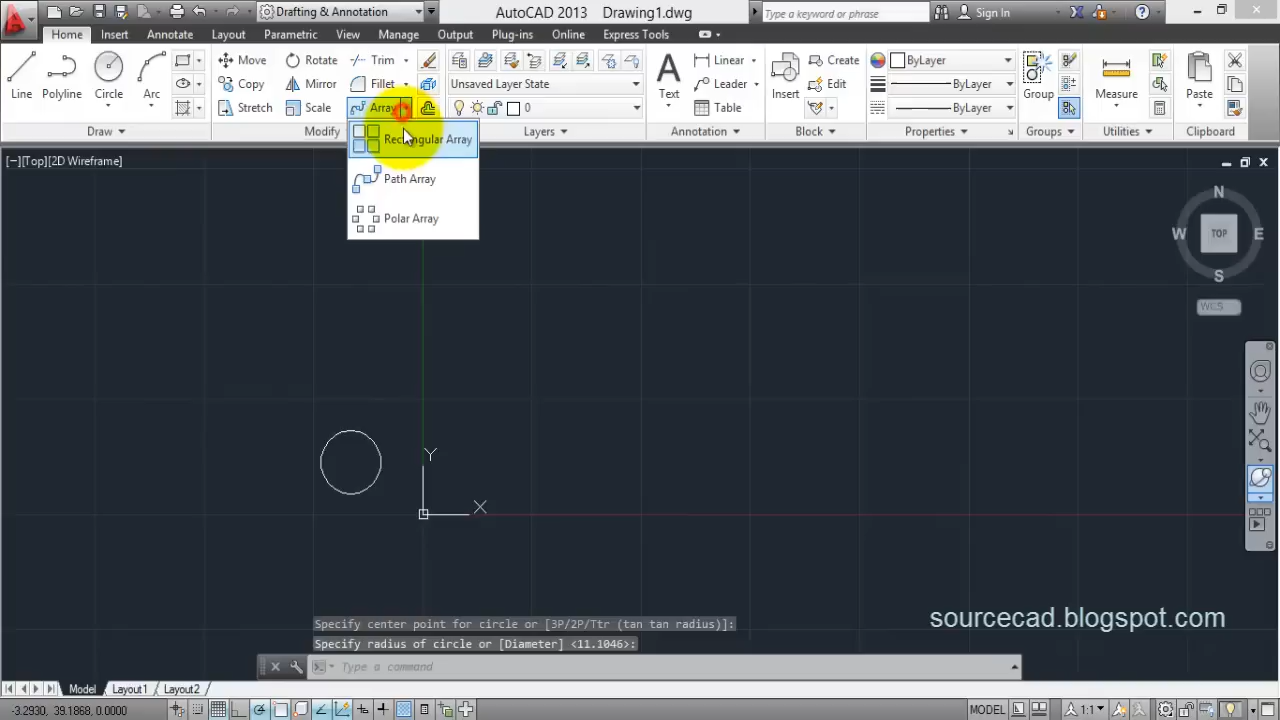 Drafting & Annotation
AutoCAD 2013 Drawing1.dwg
Type a keyword or phrase
Sign In
Home Insert Annotate Layout Parametric View Manage Output Plug-ins Online Express Tools
Line
Polyline
Circle
Arc
Move
Copy
Stretch
Rotate
Mirror
Scale
Trim
Fillet
Array
Unsaved Layer State
0
Text
Linear
Leader
Table
Insert
Create
Edit
ByLayer
ByLayer
ByLayer
Group
Measure
Paste
Draw
Modify
Layers
Annotation
Block
Properties
Groups
Utilities
Clipboard
Rectangular Array
Path Array
Polar Array
[−][Top][2D Wireframe]
N
W
TOP
E
S
WCS
Y
X
Specify center point for circle or [3P/2P/Ttr (tan tan radius)]:
Specify radius of circle or [Diameter] <11.1046>:
sourcecad.blogspot.com
Type a command
Model Layout1 Layout2
-3.2930, 39.1868, 0.0000
MODEL
1:1